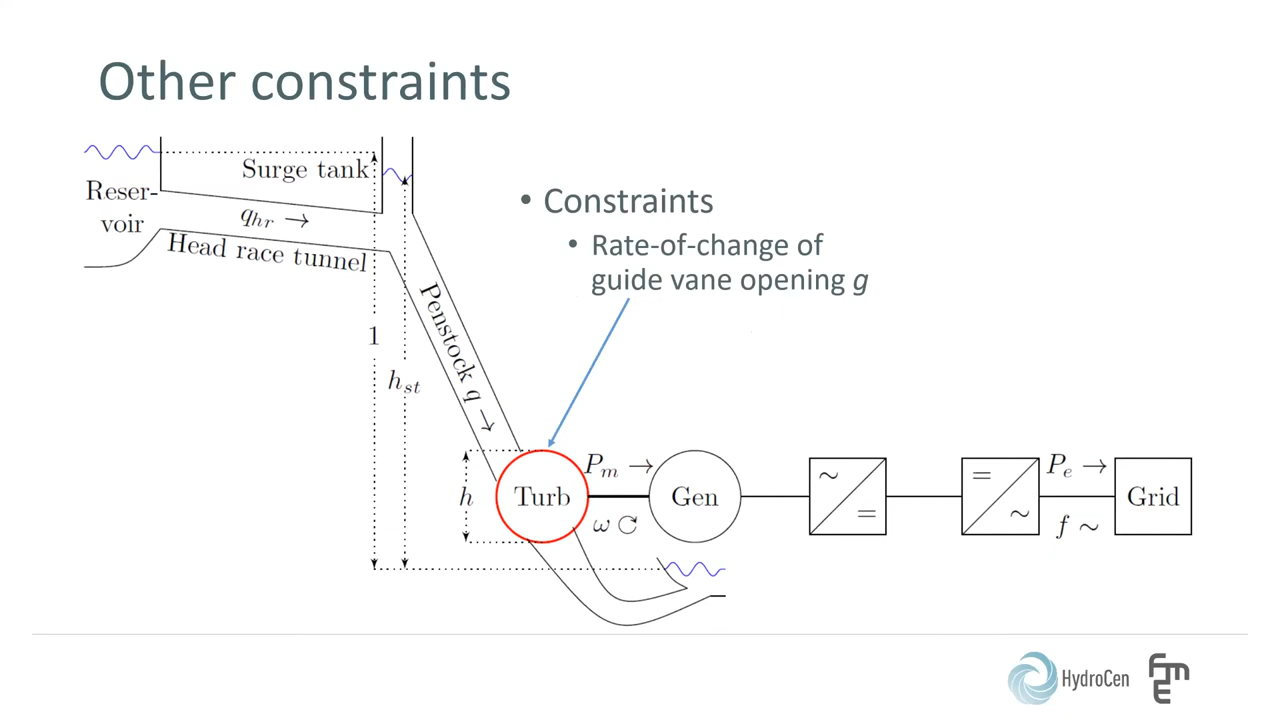 Other constraints
Surge tank
Reser-
voir
q_hr →
Head race tunnel
• Constraints
• Rate-of-change of
guide vane opening g
Penstock q →
1
h_st
h
Turb
P_m →
ω ↻
Gen
~
=
=
~
P_e →
f ~
Grid
HydroCen
fme